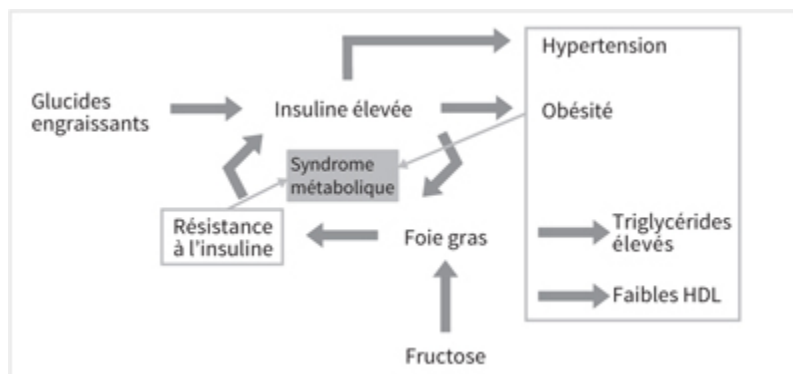 Hypertension
Glucides
engraissants
Insuline élevée
Obésité
Syndrome
métabolique
Résistance
à l'insuline
Foie gras
Triglycérides
élevés
Faibles HDL
Fructose